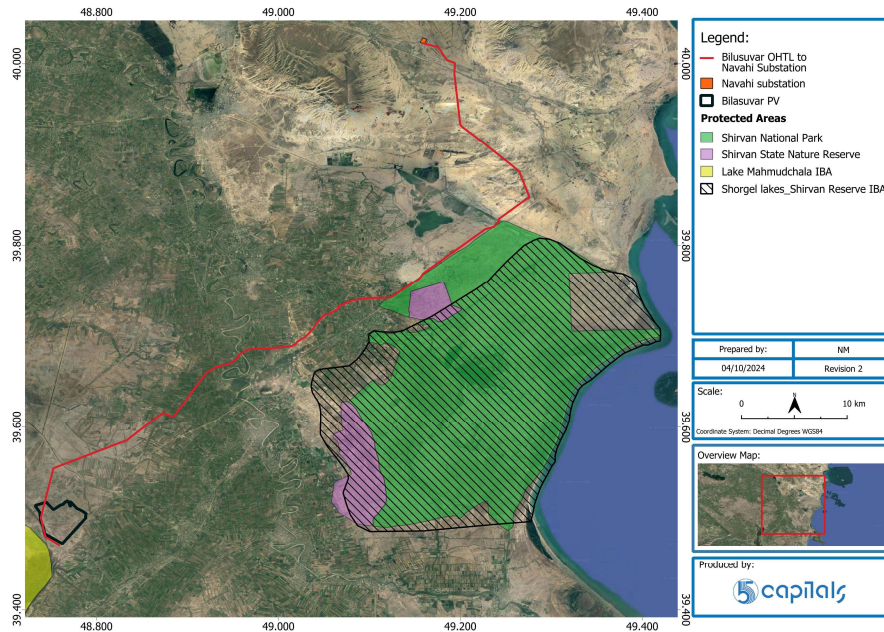 48.800
49.000
49.200
49.400
40.000
39.800
39.600
39.400
40.000
39.800
39.600
39.400
48.800
49.000
49.200
49.400
Legend:
Bilusuvar OHTL to
Navahi Substation
Navahi substation
Bilasuvar PV
Protected Areas
Shirvan National Park
Shirvan State Nature Reserve
Lake Mahmudchala IBA
Shorgel lakes_Shirvan Reserve IBA
Prepared by:
NM
04/10/2024
Revision 2
Scale:
N
0
10 km
Coordinate System: Decimal Degrees WGS84
Overview Map:
Produced by:
5 capitals